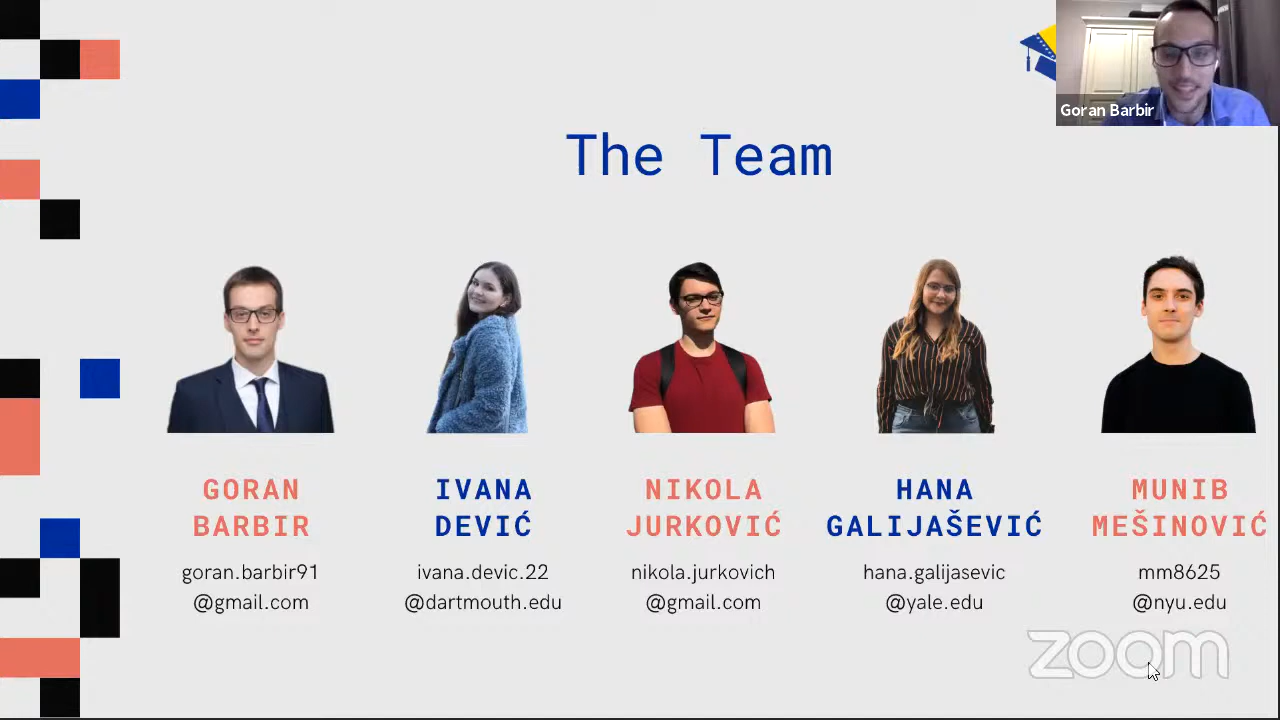 Goran Barbir
The Team
GORAN
BARBIR
goran.barbir91
@gmail.com
IVANA
DEVIĆ
ivana.devic.22
@dartmouth.edu
NIKOLA
JURKOVIĆ
nikola.jurkovich
@gmail.com
HANA
GALIJAŠEVIĆ
hana.galijasevic
@yale.edu
MUNIB
MEŠINOVIĆ
mm8625
@nyu.edu
zoom